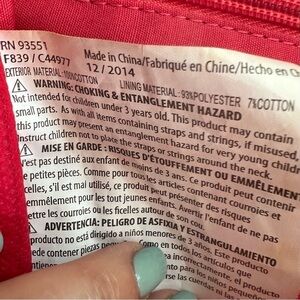 RN 93551
F839 / C44977
Made in China/Fabriqué en Chine/Hecho en
12 / 2014
EXTERIOR MATERIAL: 100%COTTON LINING MATERIAL: 93%POLYESTER 7%COTTON
WARNING: CHOKING & ENTANGLEMENT HAZARD
Not intended for children under 3 years old. This product may contain
small parts. As with all items containing straps and strings, if misused,
this product may present an entanglement hazard for very young
instruct children not to place the straps or strings around the neck.
MISE EN GARDE : RISQUES D'ÉTOUFFEMENT OU EMMÊLEMEN
N'est pas destiné aux enfants de moins de 3 ans. Ce produit peut contenir
de petites pièces. Comme pour tous les articles contenant courroies et
ficelles, s'il est mal utilisé, ce produit peut présenter un risque
emmêlement pour les tout jeunes enfants. Avertir l'enfant de ne pas
mettre les courroies ou les ficelles autour de son cou.
ADVERTENCIA: PELIGRO DE ASFIXIA Y ESTRANGULAMIENTO
producto no está dirigido a niños menores de 3 años. Este producto
puede contener piezas
incorrectamente, el producto